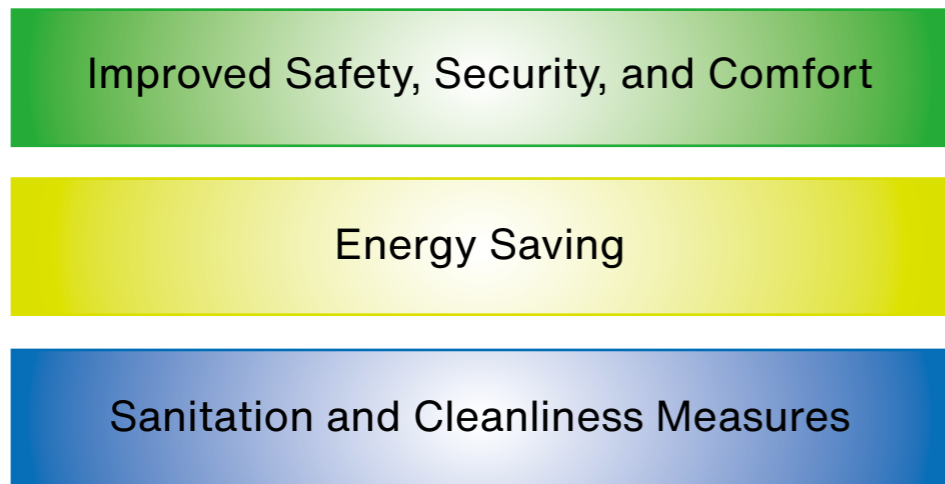 Improved Safety, Security, and Comfort
Energy Saving
Sanitation and Cleanliness Measures